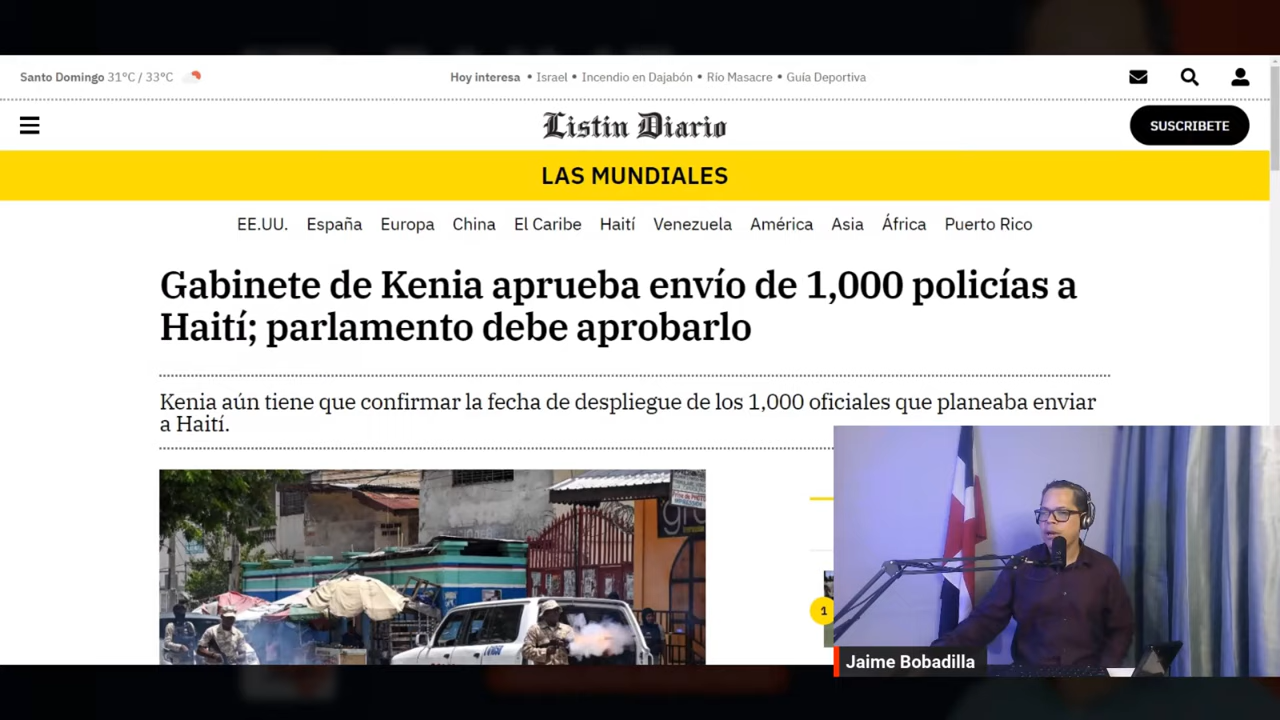 Santo Domingo 31°C / 33°C
Hoy interesa • Israel • Incendio en Dajabón • Río Masacre • Guía Deportiva
Listin Diario
SUSCRIBETE
LAS MUNDIALES
EE.UU. España Europa China El Caribe Haití Venezuela América Asia África Puerto Rico
Gabinete de Kenia aprueba envío de 1,000 policías a
Haití; parlamento debe aprobarlo
Kenia aún tiene que confirmar la fecha de despliegue de los 1,000 oficiales que planeaba enviar
a Haití.
1
Jaime Bobadilla